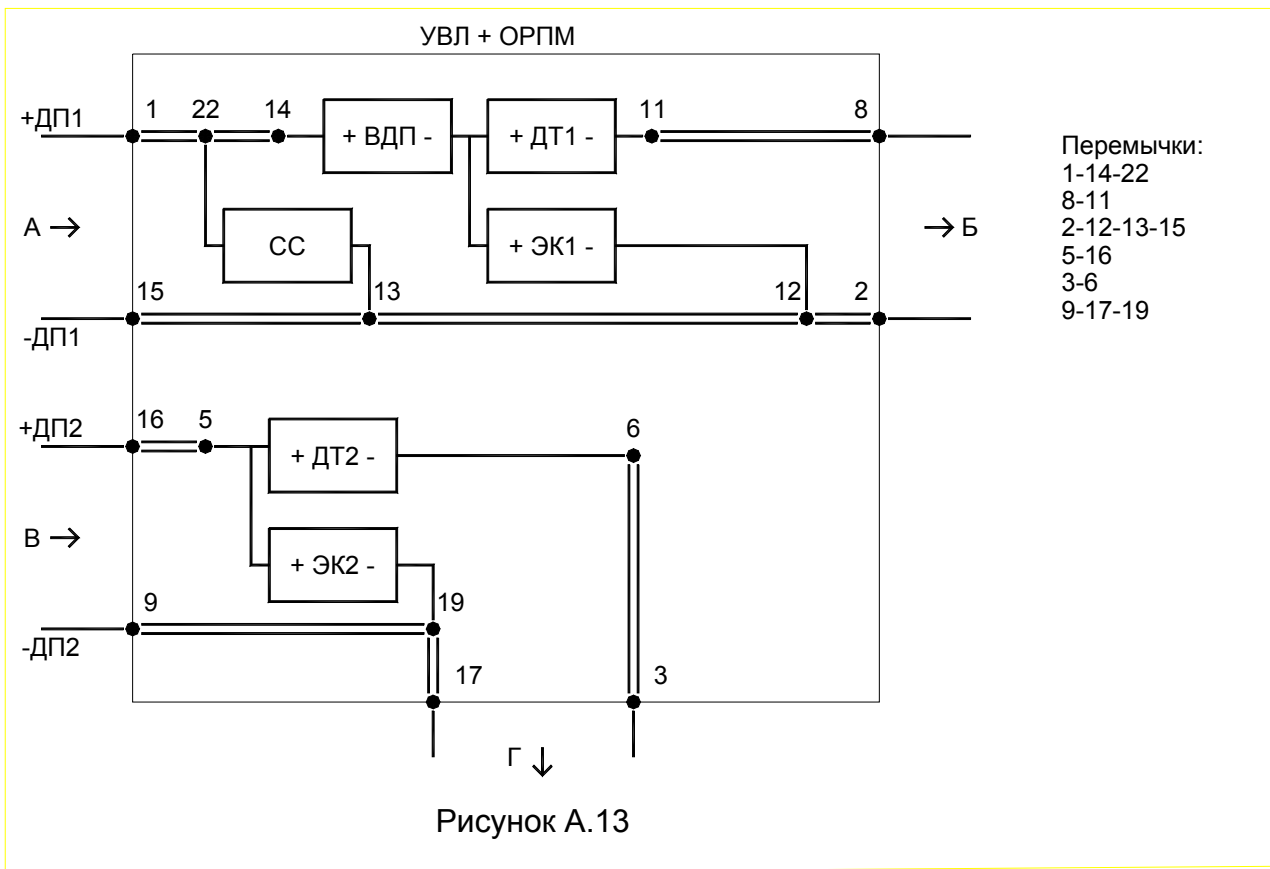 УВЛ + ОРПМ
+ДП1
1
22
14
+ ВДП -
+ ДТ1 -
11
8
А →
СС
+ ЭК1 -
→ Б
-ДП1
15
13
12
2
Перемычки:
1-14-22
8-11
2-12-13-15
5-16
3-6
9-17-19
+ДП2
16
5
+ ДТ2 -
6
В →
+ ЭК2 -
-ДП2
9
19
17
3
Г ↓
Рисунок А.13